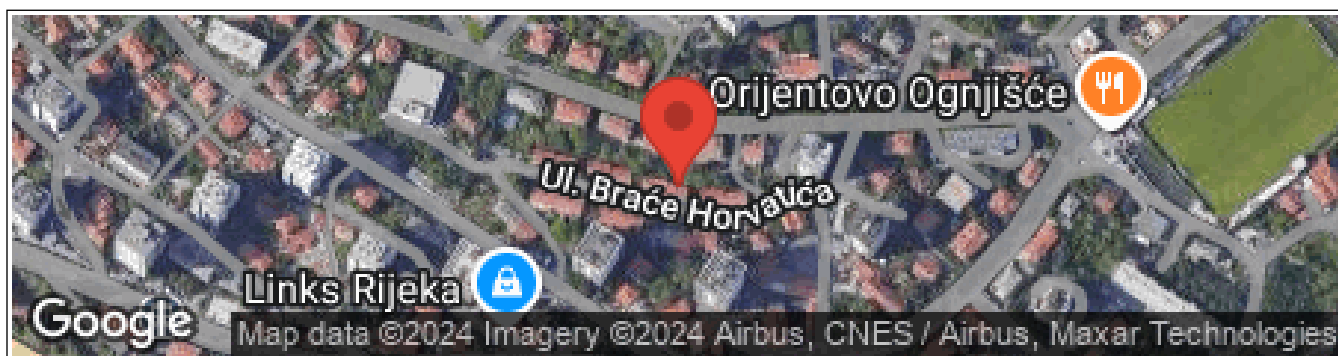 Orijentovo Ognjišće
Ul. Braće Horvatića
Links Rijeka
Google
Map data ©2024 Imagery ©2024 Airbus, CNES / Airbus, Maxar Technologies